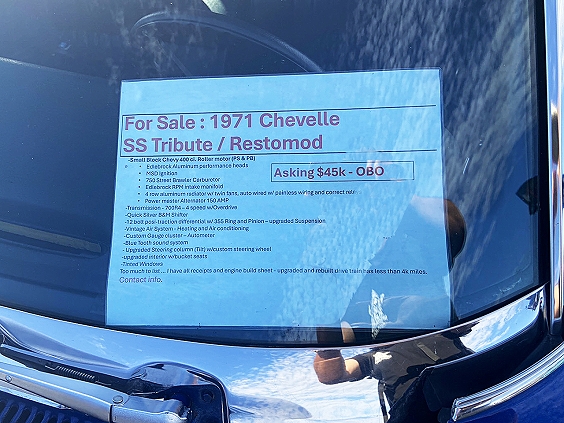 For Sale : 1971 Chevelle
SS Tribute / Restomod
-Small Block Chevy 400 ci. Roller motor (PS & PB)
Asking $45k - OBO
• Edlebrock Aluminum performance heads
• MSD Ignition
• 750 Street Brawler Carburetor
• Edlebrock RPM intake manifold
• 4 row aluminum radiator w/ twin fans, auto wired w/ painless wiring and correct
• Power master Alternator 150 AMP
-Transmission - 700R4 - 4 speed w/Overdrive
-Quick Silver B&M Shifter
-12 bolt posi-traction differential w/ 355 Ring and Pinion - upgraded Suspension
-Vintage Air System - Heating and Air conditioning
-Custom Gauge cluster - Autometer
-Blue Tooth sound system
- Upgraded Steering column (Tilt) w/custom steering wheel
-upgraded interior w/bucket seats
-Tinted Windows
Too much to list ... I have all receipts and engine build sheet - upgraded and rebuilt drive train has less than 4k miles.
Contact info.